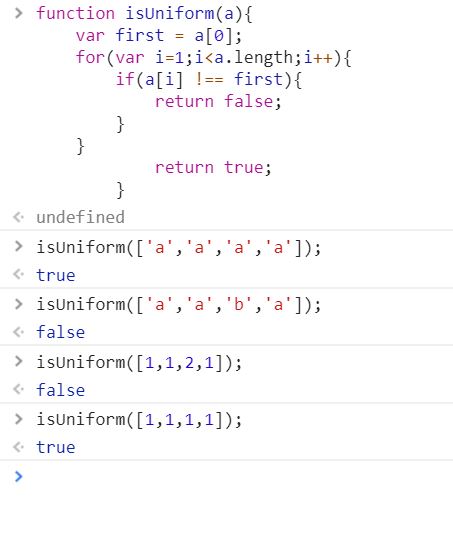 > function isUniform(a){
    var first = a[0];
    for(var i=1;i<a.length;i++){
        if(a[i] !== first){
            return false;
        }
    }
            return true;
        }
undefined
> isUniform(['a','a','a','a']);
true
> isUniform(['a','a','b','a']);
false
> isUniform([1,1,2,1]);
false
> isUniform([1,1,1,1]);
true
>